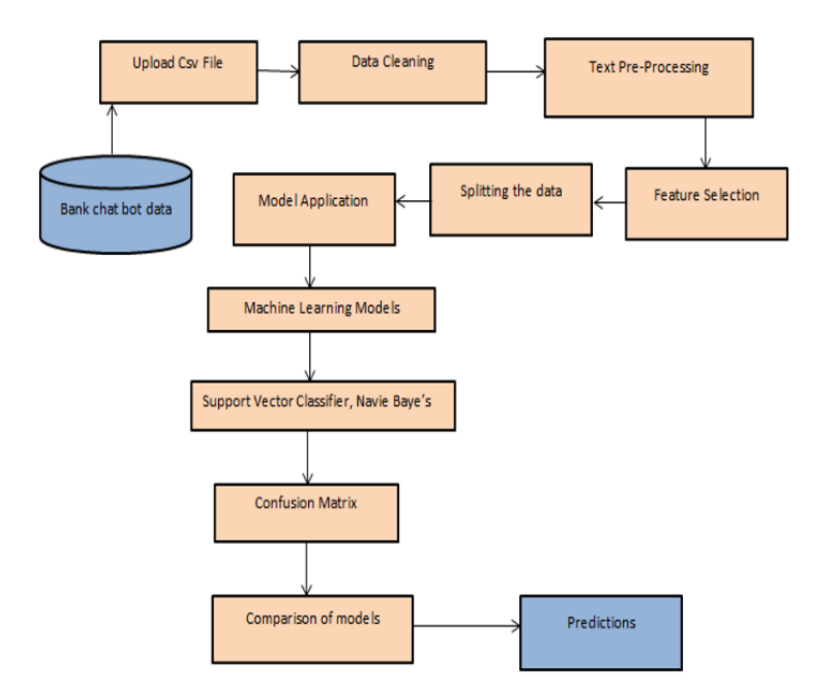 Upload Csv File
Data Cleaning
Text Pre-Processing
Bank chat bot data
Model Application
Splitting the data
Feature Selection
Machine Learning Models
Support Vector Classifier, Navie Baye's
Confusion Matrix
Comparison of models
Predictions